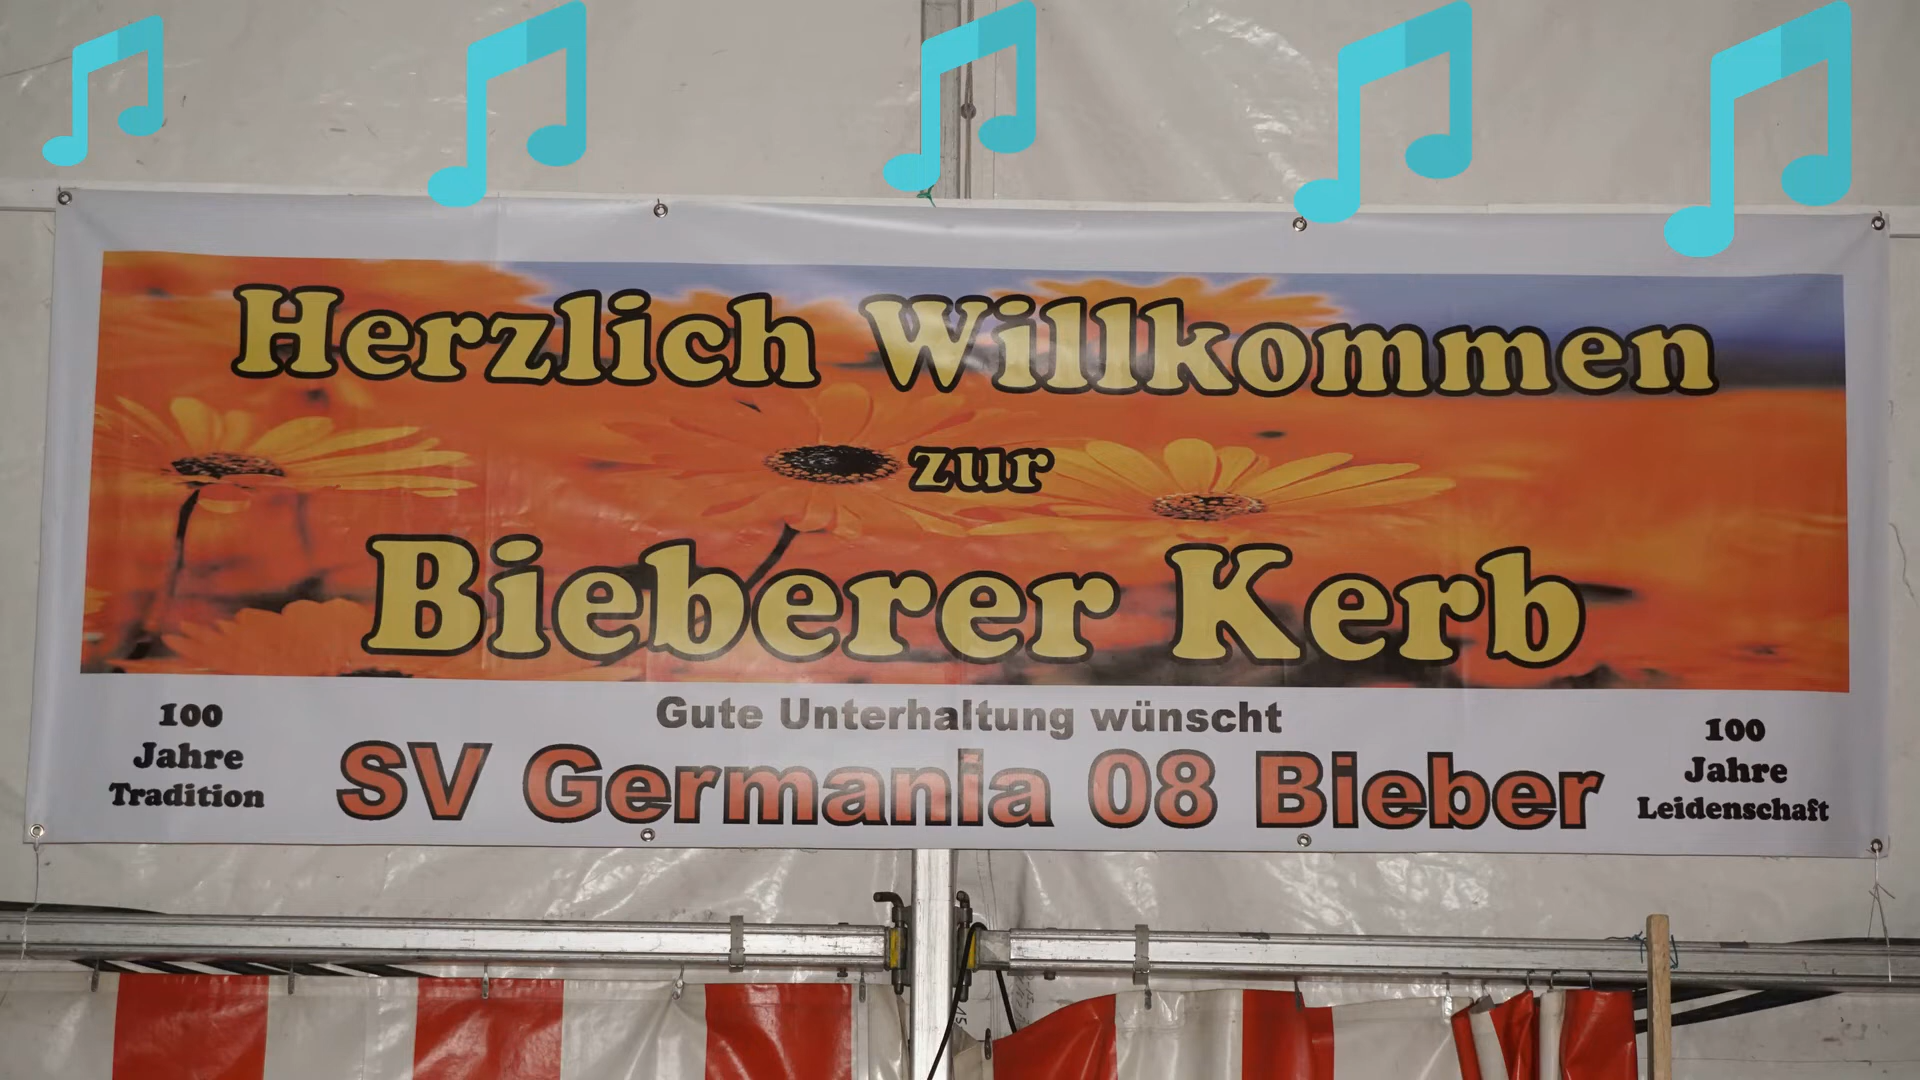 Herzlich Willkommen
zur
Bieberer Kerb
Gute Unterhaltung wünscht
SV Germania 08 Bieber
100
Jahre
Tradition
100
Jahre
Leidenschaft